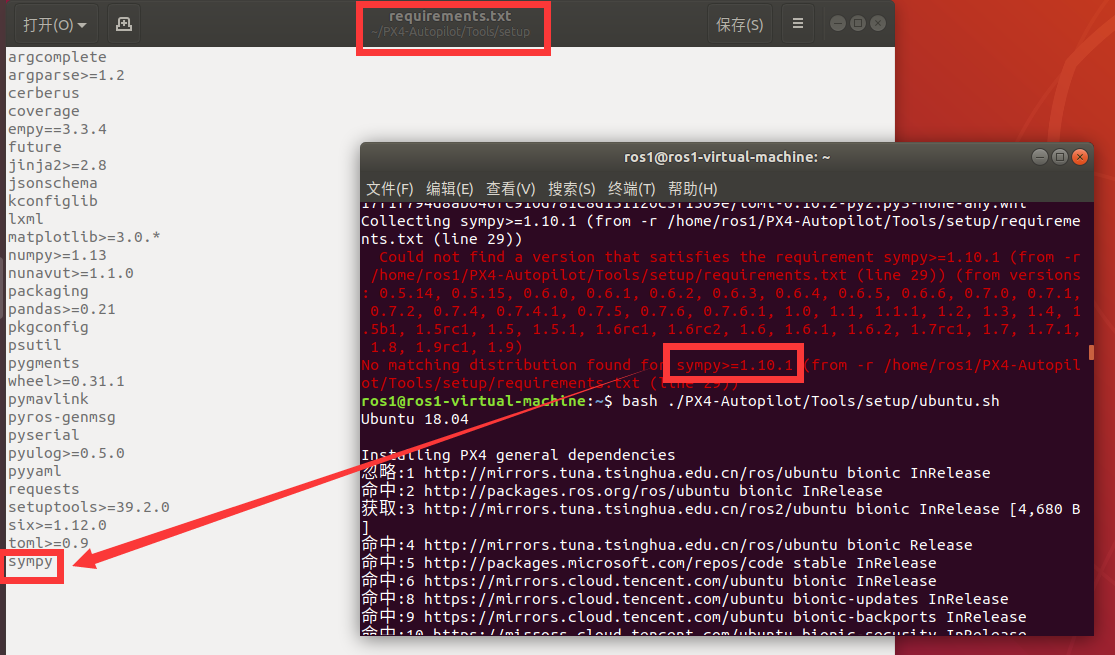 打开(O)
requirements.txt
~/PX4-Autopilot/Tools/setup
保存(S)
argcomplete
argparse>=1.2
cerberus
coverage
empy==3.3.4
future
jinja2>=2.8
jsonschema
kconfiglib
lxml
matplotlib>=3.0.*
numpy>=1.13
nunavut>=1.1.0
packaging
pandas>=0.21
pkgconfig
psutil
pygments
wheel>=0.31.1
pymavlink
pyros-genmsg
pyserial
pyulog>=0.5.0
pyyaml
requests
setuptools>=39.2.0
six>=1.12.0
toml>=0.9
sympy
ros1@ros1-virtual-machine: ~
文件(F) 编辑(E) 查看(V) 搜索(S) 终端(T) 帮助(H)
Collecting sympy>=1.10.1 (from -r /home/ros1/PX4-Autopilot/Tools/setup/requireme
nts.txt (line 29))
Could not find a version that satisfies the requirement sympy>=1.10.1 (from -r
/home/ros1/PX4-Autopilot/Tools/setup/requirements.txt (line 29)) (from versions
: 0.5.14, 0.5.15, 0.6.0, 0.6.1, 0.6.2, 0.6.3, 0.6.4, 0.6.5, 0.6.6, 0.7.0, 0.7.1,
0.7.2, 0.7.4, 0.7.4.1, 0.7.5, 0.7.6, 0.7.6.1, 1.0, 1.1, 1.1.1, 1.2, 1.3, 1.4, 1
.5b1, 1.5rc1, 1.5, 1.5.1, 1.6rc1, 1.6rc2, 1.6, 1.6.1, 1.6.2, 1.7rc1, 1.7, 1.7.1,
1.8, 1.9rc1, 1.9)
No matching distribution found for sympy>=1.10.1 (from -r /home/ros1/PX4-Autopil
ot/Tools/setup/requirements.txt (line 29))
ros1@ros1-virtual-machine:~$ bash ./PX4-Autopilot/Tools/setup/ubuntu.sh
Ubuntu 18.04
Installing PX4 general dependencies
忽略:1 http://mirrors.tuna.tsinghua.edu.cn/ros/ubuntu bionic InRelease
命中:2 http://packages.ros.org/ros/ubuntu bionic InRelease
获取:3 http://mirrors.tuna.tsinghua.edu.cn/ros2/ubuntu bionic InRelease [4,680 B
]
命中:4 http://mirrors.tuna.tsinghua.edu.cn/ros/ubuntu bionic Release
命中:5 http://packages.microsoft.com/repos/code stable InRelease
命中:6 https://mirrors.cloud.tencent.com/ubuntu bionic InRelease
命中:8 https://mirrors.cloud.tencent.com/ubuntu bionic-updates InRelease
命中:9 https://mirrors.cloud.tencent.com/ubuntu bionic-backports InRelease
命中:10 https://mirrors.cloud.tencent.com/ubuntu bionic-security InRelease